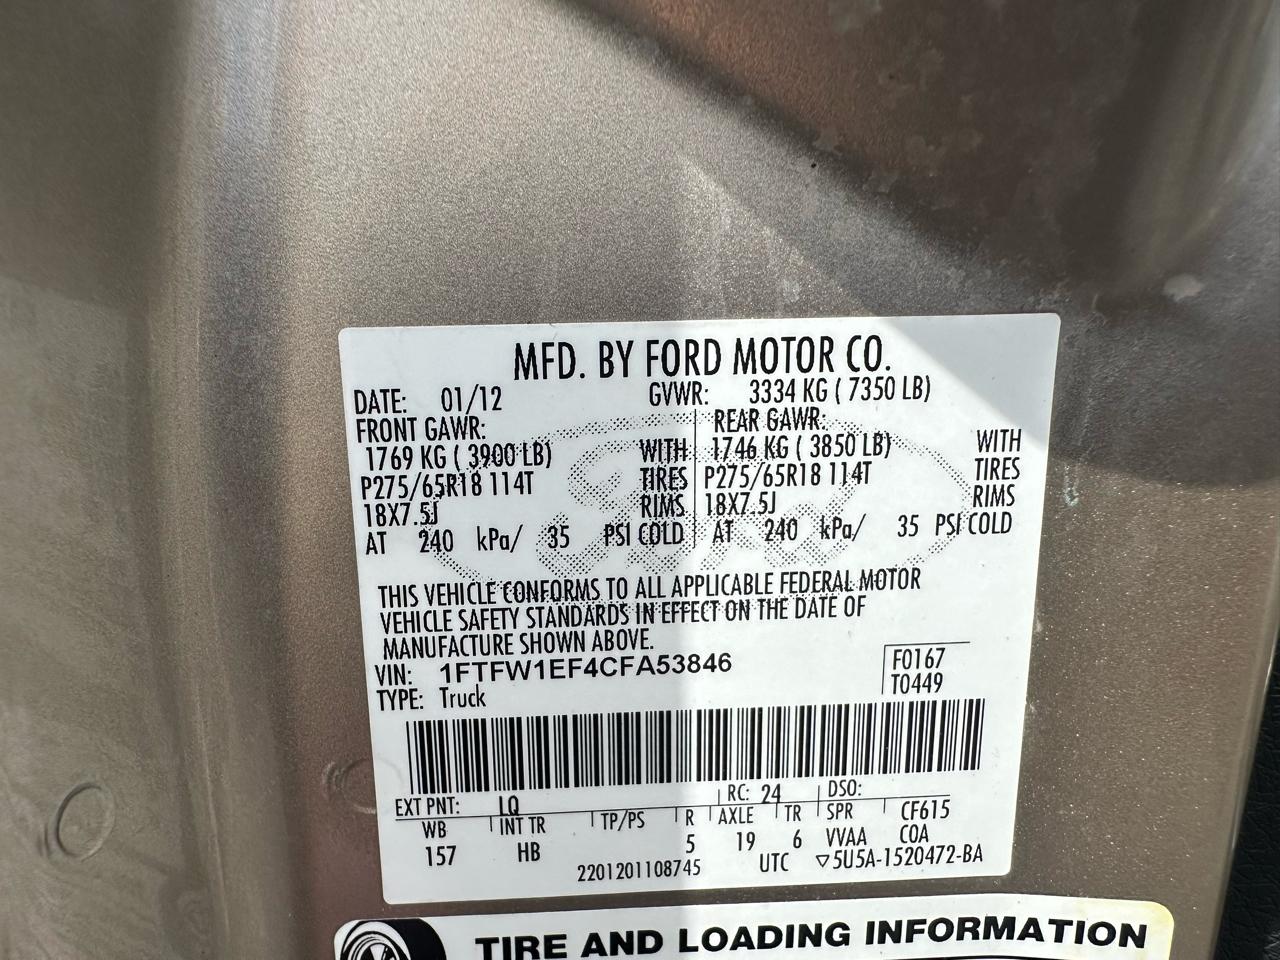 MFD. BY FORD MOTOR CO.
DATE: 01/12 GVWR: 3334 KG ( 7350 LB)
FRONT GAWR: REAR GAWR:
1769 KG ( 3900 LB) WITH 1746 KG ( 3850 LB) WITH
P275/65R18 114T TIRES P275/65R18 114T TIRES
18X7.5J RIMS 18X7.5J RIMS
AT 240 kPa/ 35 PSI COLD AT 240 kPa/ 35 PSI COLD
THIS VEHICLE CONFORMS TO ALL APPLICABLE FEDERAL MOTOR
VEHICLE SAFETY STANDARDS IN EFFECT ON THE DATE OF
MANUFACTURE SHOWN ABOVE.
VIN: 1FTFW1EF4CFA53846 F0167
TYPE: Truck T0449
EXT PNT: LQ RC: 24 DSO:
WB INT TR TP/PS R AXLE TR SPR CF615
157 HB 5 19 6 VVAA COA
2201201108745 UTC ▽5U5A-1520472-BA
TIRE AND LOADING INFORMATION